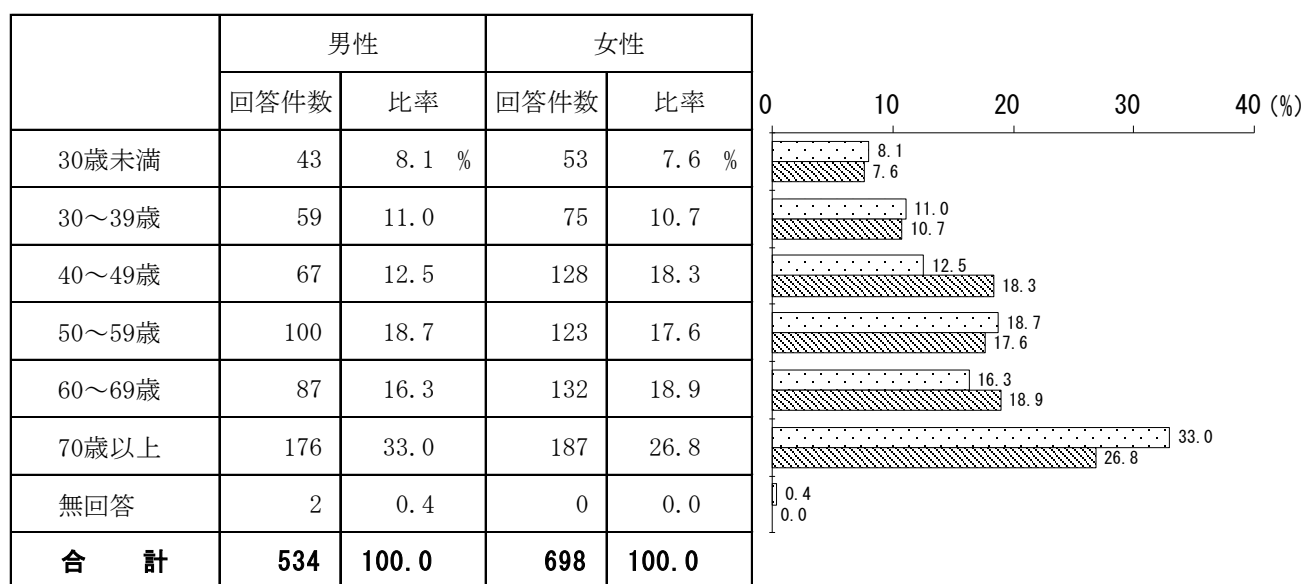 男性 女性
回答件数 比率 回答件数 比率
0 10 20 30 40 (%)
30歳未満 43 8.1 % 53 7.6 %
8.1
7.6
30～39歳 59 11.0 75 10.7
11.0
10.7
40～49歳 67 12.5 128 18.3
12.5
18.3
50～59歳 100 18.7 123 17.6
18.7
17.6
60～69歳 87 16.3 132 18.9
16.3
18.9
70歳以上 176 33.0 187 26.8
33.0
26.8
無回答 2 0.4 0 0.0
0.4
0.0
合 計 534 100.0 698 100.0